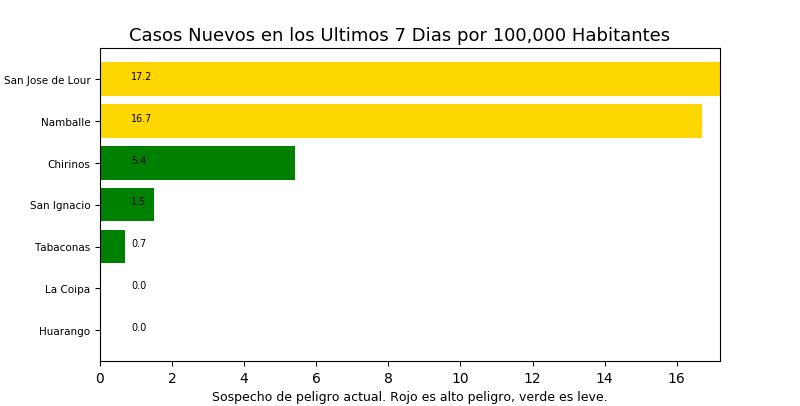 Casos Nuevos en los Ultimos 7 Dias por 100,000 Habitantes
San Jose de Lour 17.2
Namballe 16.7
Chirinos 5.4
San Ignacio 1.5
Tabaconas 0.7
La Coipa 0.0
Huarango 0.0
0 2 4 6 8 10 12 14 16
Sospecho de peligro actual. Rojo es alto peligro, verde es leve.